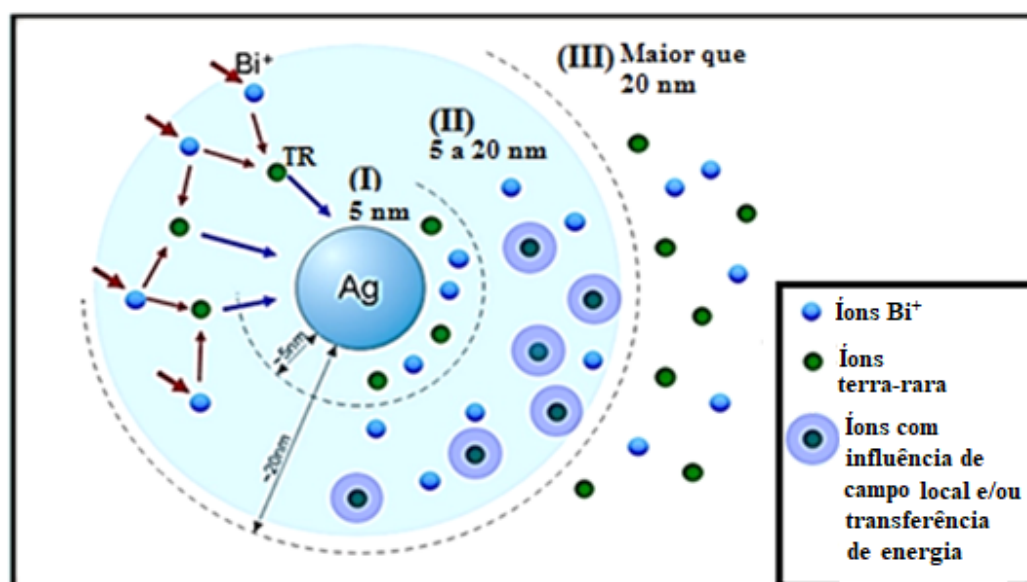 Bi⁺
(III) Maior que
20 nm
(II)
5 a 20 nm
TR
(I)
5 nm
Ag
~5nm
~20nm
Íons Bi⁺
Íons
terra-rara
Íons com
influência de
campo local e/ou
transferência
de energia